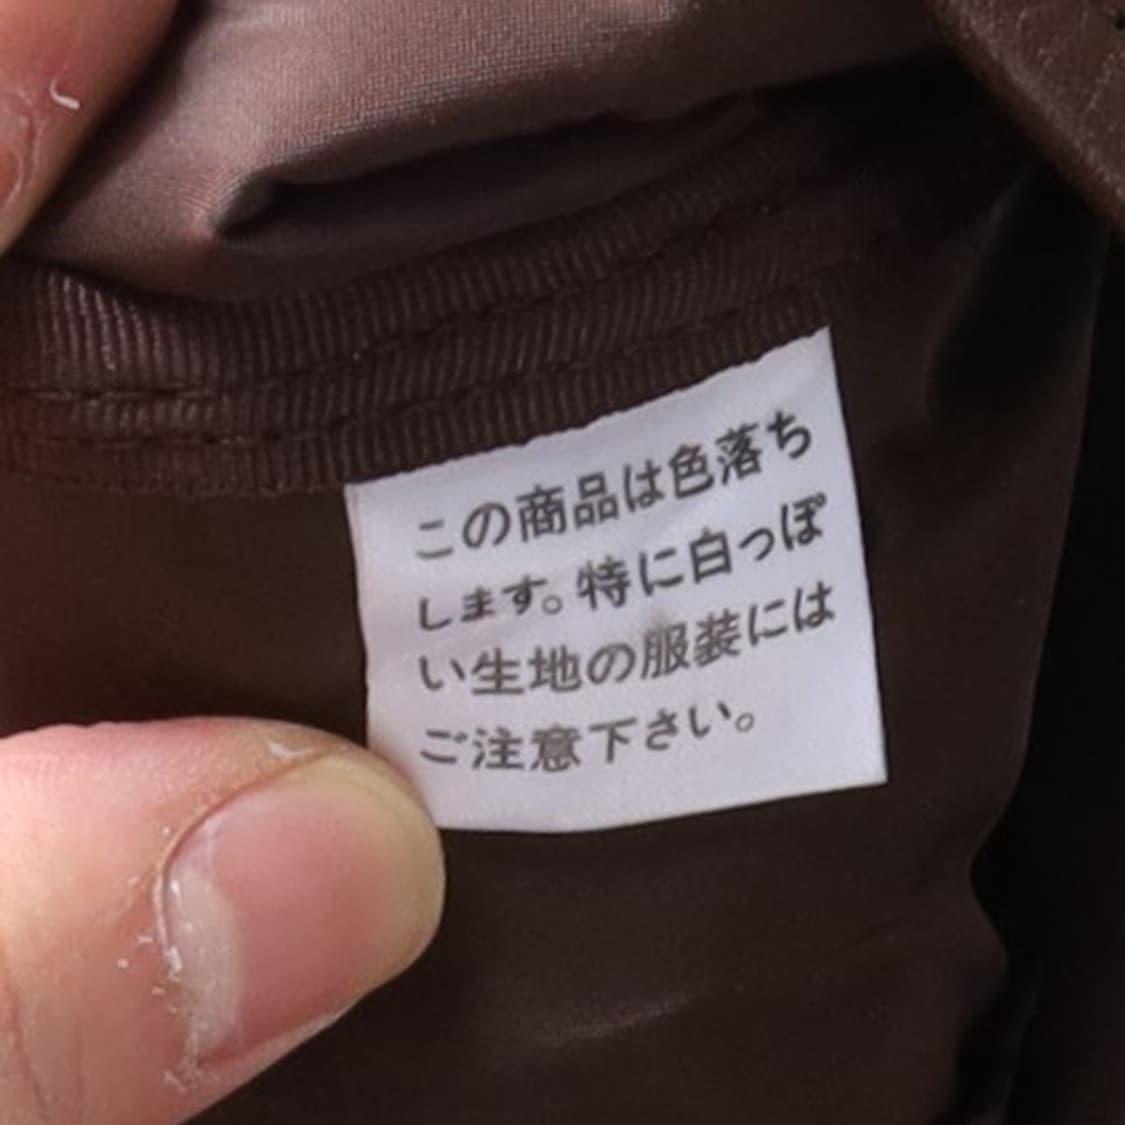 この商品は色落ち
します。特に白っぽ
い生地の服装には
ご注意下さい。